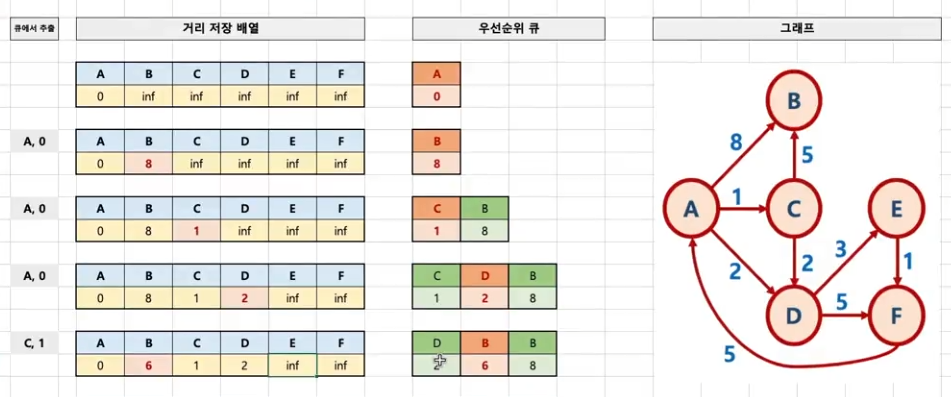 큐에서 추출 거리 저장 배열 우선순위 큐 그래프
A B C D E F A
0 inf inf inf inf inf 0
A, 0 A B C D E F B
0 8 inf inf inf inf 8
A, 0 A B C D E F C B
0 8 1 inf inf inf 1 8
A, 0 A B C D E F C D B
0 8 1 2 inf inf 1 2 8
C, 1 A B C D E F D B B
0 6 1 2 inf inf 2 6 8
B
8 5
A 1 C E
2 2 3 1
D 5 F
5